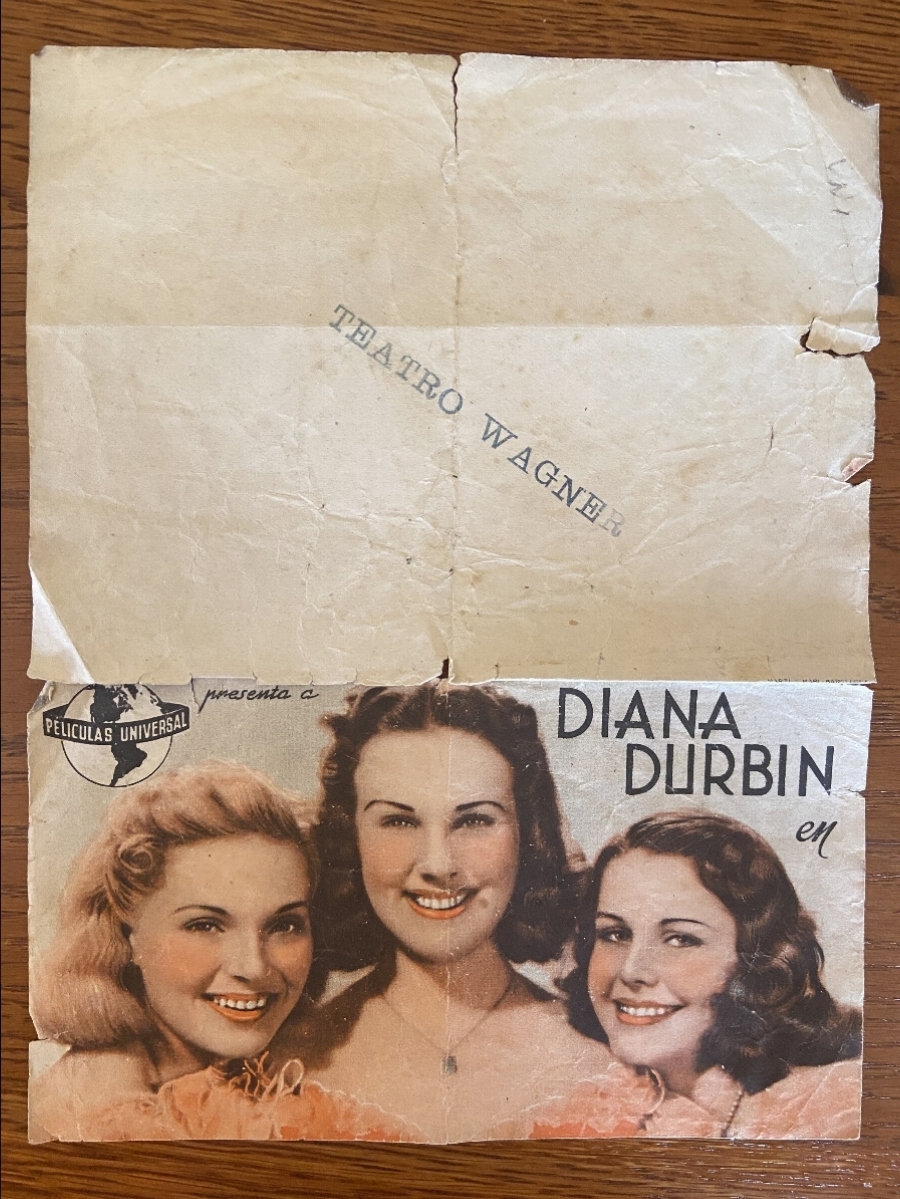 TEATRO WAGNER
PELICULAS UNIVERSAL
presenta a
DIANA
DURBIN
en